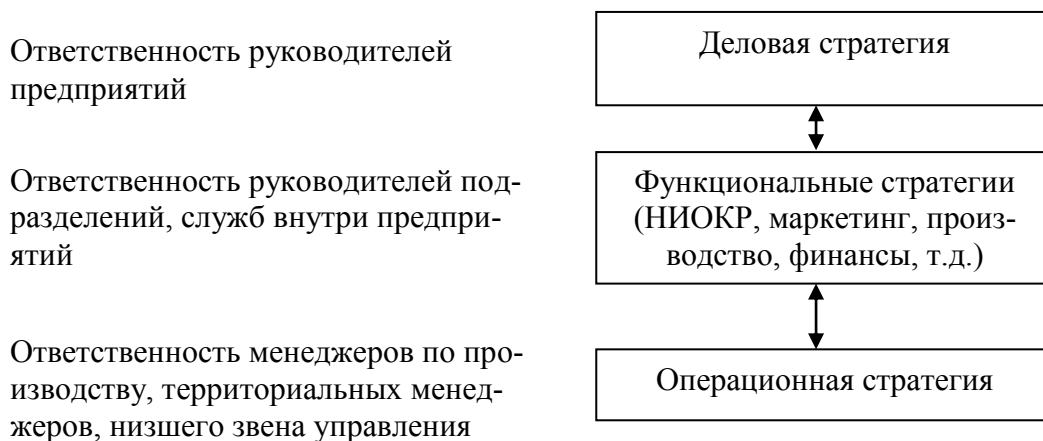 Ответственность руководителей
предприятий
Деловая стратегия
Ответственность руководителей под-
разделений, служб внутри предпри-
ятий
Функциональные стратегии
(НИОКР, маркетинг, произ-
водство, финансы, т.д.)
Ответственность менеджеров по про-
изводству, территориальных менед-
жеров, низшего звена управления
Операционная стратегия